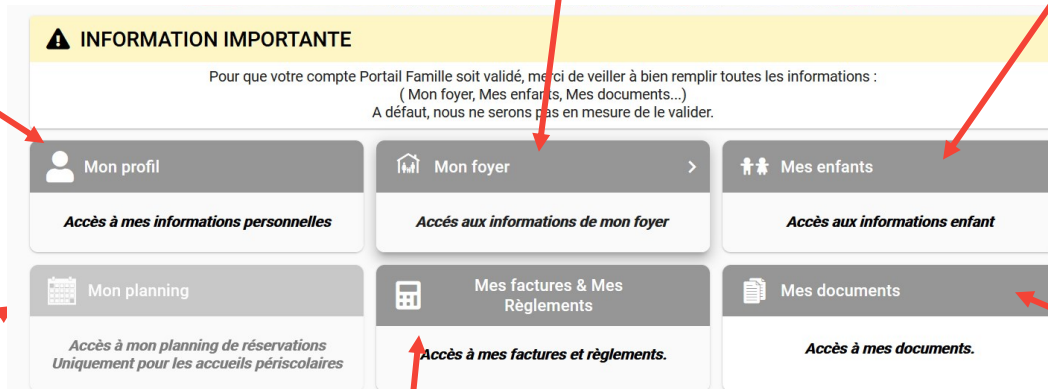 INFORMATION IMPORTANTE
Pour que votre compte Portail Famille soit validé, merci de veiller à bien remplir toutes les informations :
( Mon foyer, Mes enfants, Mes documents...)
A défaut, nous ne serons pas en mesure de le valider.
Mon profil
Accès à mes informations personnelles
Mon foyer
Accés aux informations de mon foyer
Mes enfants
Accès aux informations enfant
Mon planning
Accès à mon planning de réservations
Uniquement pour les accueils périscolaires
Mes factures & Mes
Règlements
Accès à mes factures et règlements.
Mes documents
Accès à mes documents.